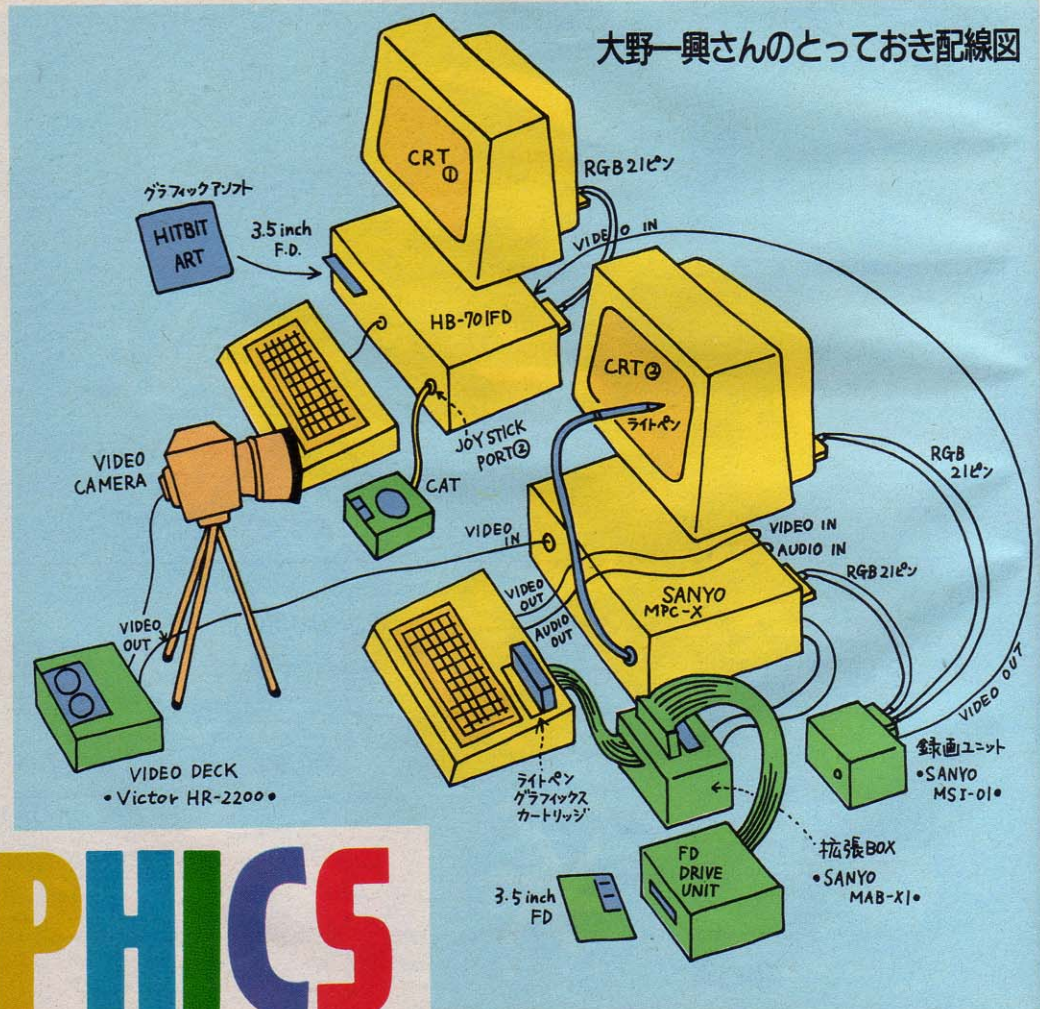 大野一興さんのとっておき配線図
CRT
①
RGB 21ピン
グラフィックアソフト
HITBIT
ART
3.5 inch
F.D.
VIDEO IN
HB-701FD
CRT②
ライトペン
JOYSTICK
PORT②
VIDEO
CAMERA
CAT
RGB
21ピン
VIDEO
IN
VIDEO IN
AUDIO IN
RGB 21ピン
SANYO
MPC-X
VIDEO
OUT
AUDIO
OUT
VIDEO
OUT
VIDEO OUT
VIDEO DECK
•Victor HR-2200•
ライトペン
グラフィックス
カートリッジ
録画ユニット
•SANYO
MSI-01•
拡張BOX
•SANYO
MAB-X1•
FD
DRIVE
UNIT
3.5 inch
FD
PHICS